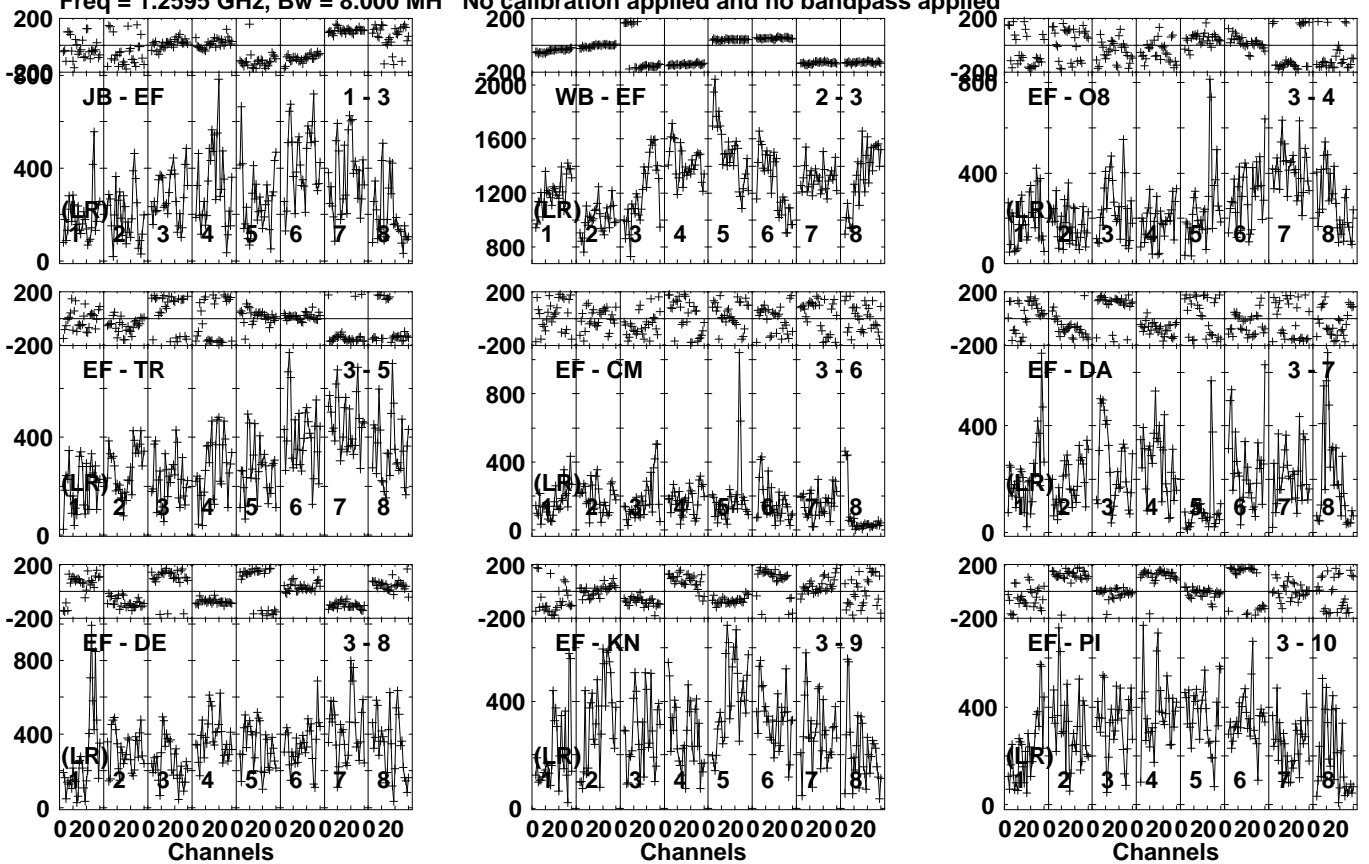 Freq = 1.2595 GHz, Bw = 8.000 MH No calibration applied and no bandpass applied
200
-200
800
JB - EF 1 - 3
400
(LR)
1 2 3 4 5 6 7 8
0
200
-200
2000
WB - EF 2 - 3
1600
1200
(LR)
1 2 3 4 5 6 7 8
800
200
-200
800
EF - O8 3 - 4
400
(LR)
1 2 3 4 5 6 7 8
0
200
-200
EF - TR 3 - 5
400
(LR)
1 2 3 4 5 6 7 8
0
200
-200
EF - CM 3 - 6
800
400
(LR)
1 2 3 4 5 6 7 8
0
200
-200
EF - DA 3 - 7
400
(LR)
1 2 3 4 5 6 7 8
0
200
-200
EF - DE 3 - 8
800
400
(LR)
1 2 3 4 5 6 7 8
0
020020020020020020020020
Channels
200
-200
EF - KN 3 - 9
400
(LR)
1 2 3 4 5 6 7 8
0
020020020020020020020020
Channels
200
-200
EF - PI 3 - 10
400
(LR)
1 2 3 4 5 6 7 8
0
020020020020020020020020
Channels